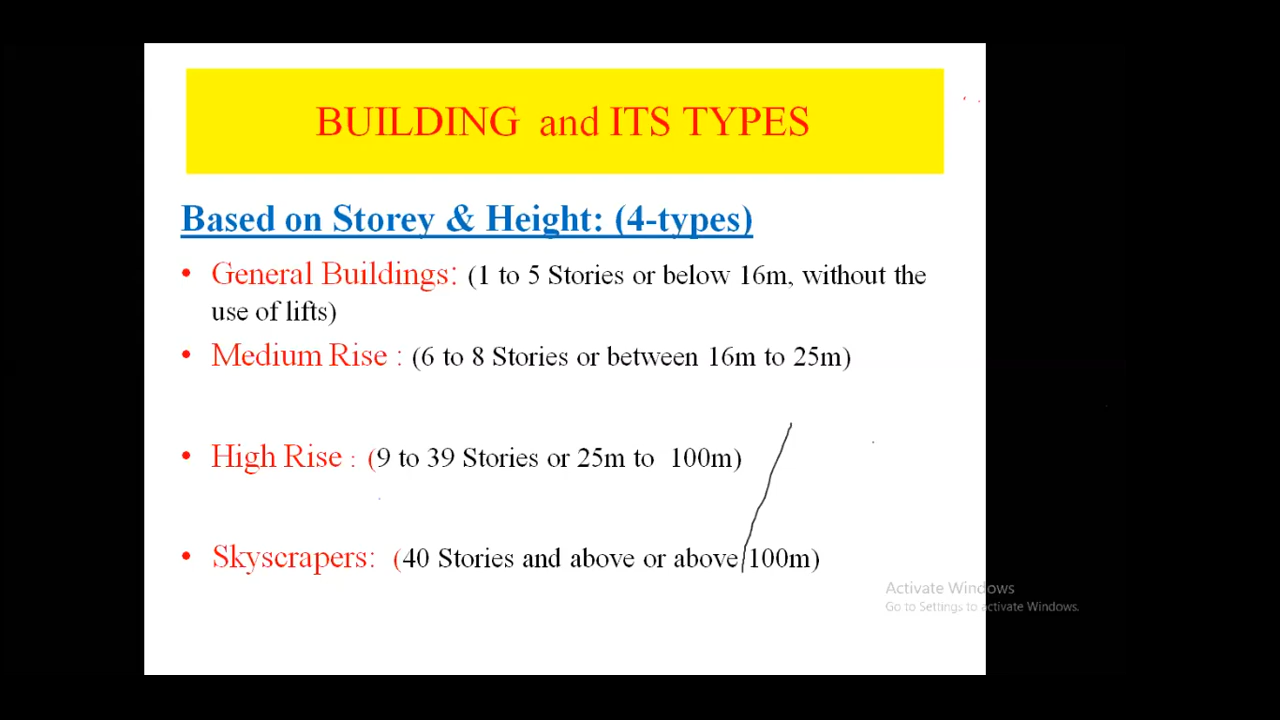 BUILDING and ITS TYPES
Based on Storey & Height: (4-types)
• General Buildings: (1 to 5 Stories or below 16m, without the
use of lifts)
• Medium Rise : (6 to 8 Stories or between 16m to 25m)
• High Rise : (9 to 39 Stories or 25m to 100m)
• Skyscrapers: (40 Stories and above or above 100m)
Activate Windows
Go to Settings to activate Windows.